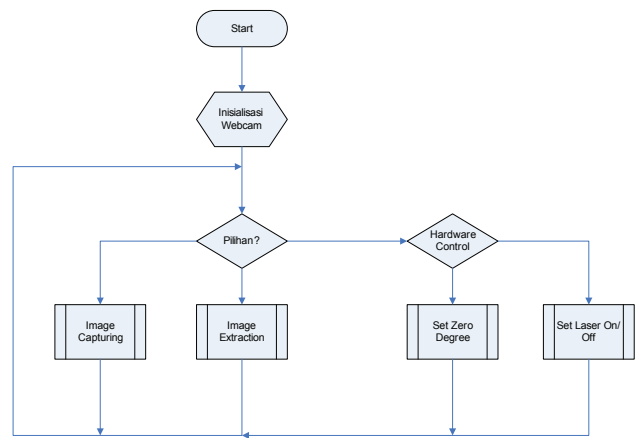 Start
Inisialisasi
Webcam
Pilihan?
Hardware
Control
Image
Capturing
Image
Extraction
Set Zero
Degree
Set Laser On/
Off